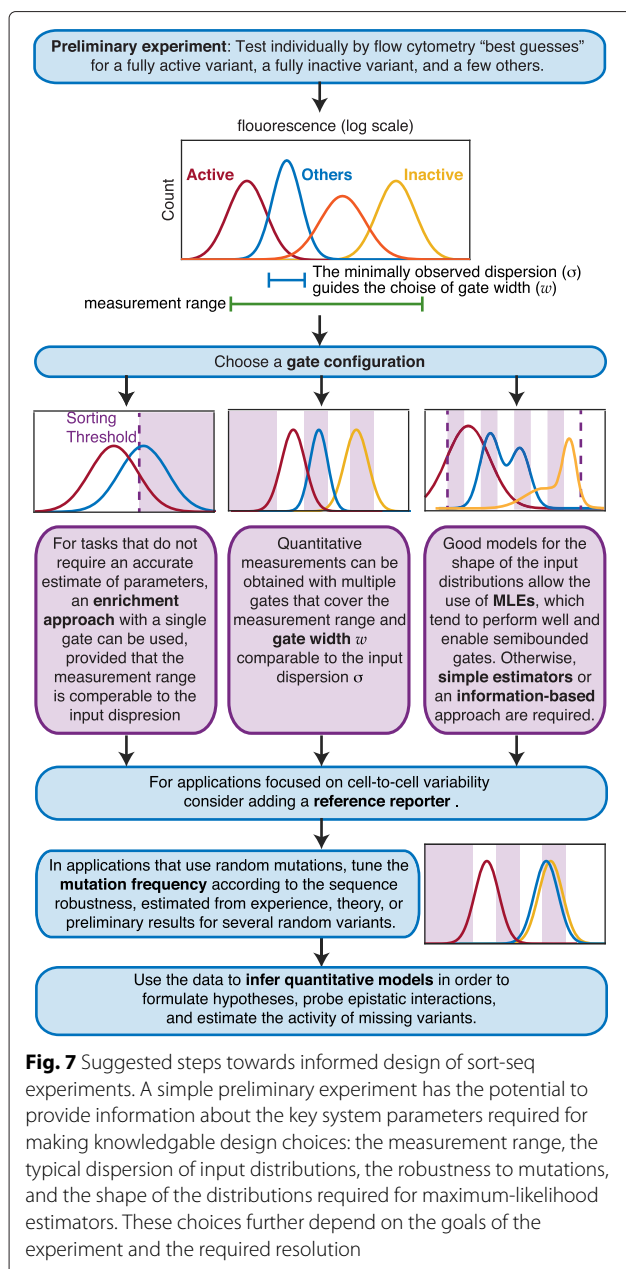 Preliminary experiment: Test individually by flow cytometry “best guesses”
for a fully active variant, a fully inactive variant, and a few others.
flouorescence (log scale)
Count
Active
Others
Inactive
The minimally observed dispersion (σ)
guides the choise of gate width (w)
measurement range
Choose a gate configuration
Sorting
Threshold
For tasks that do not
require an accurate
estimate of parameters,
an enrichment
approach with a single
gate can be used,
provided that the
measurement range
is comperable to the
input dispresion
Quantitative
measurements can be
obtained with multiple
gates that cover the
measurement range and
gate width w
comparable to the input
dispersion σ
Good models for the
shape of the input
distributions allow the
use of MLEs, which
tend to perform well and
enable semibounded
gates. Otherwise,
simple estimators or
an information-based
approach are required.
For applications focused on cell-to-cell variability
consider adding a reference reporter .
In applications that use random mutations, tune the
mutation frequency according to the sequence
robustness, estimated from experience, theory, or
preliminary results for several random variants.
Use the data to infer quantitative models in order to
formulate hypotheses, probe epistatic interactions,
and estimate the activity of missing variants.
Fig. 7 Suggested steps towards informed design of sort-seq
experiments. A simple preliminary experiment has the potential to
provide information about the key system parameters required for
making knowledgable design choices: the measurement range, the
typical dispersion of input distributions, the robustness to mutations,
and the shape of the distributions required for maximum-likelihood
estimators. These choices further depend on the goals of the
experiment and the required resolution